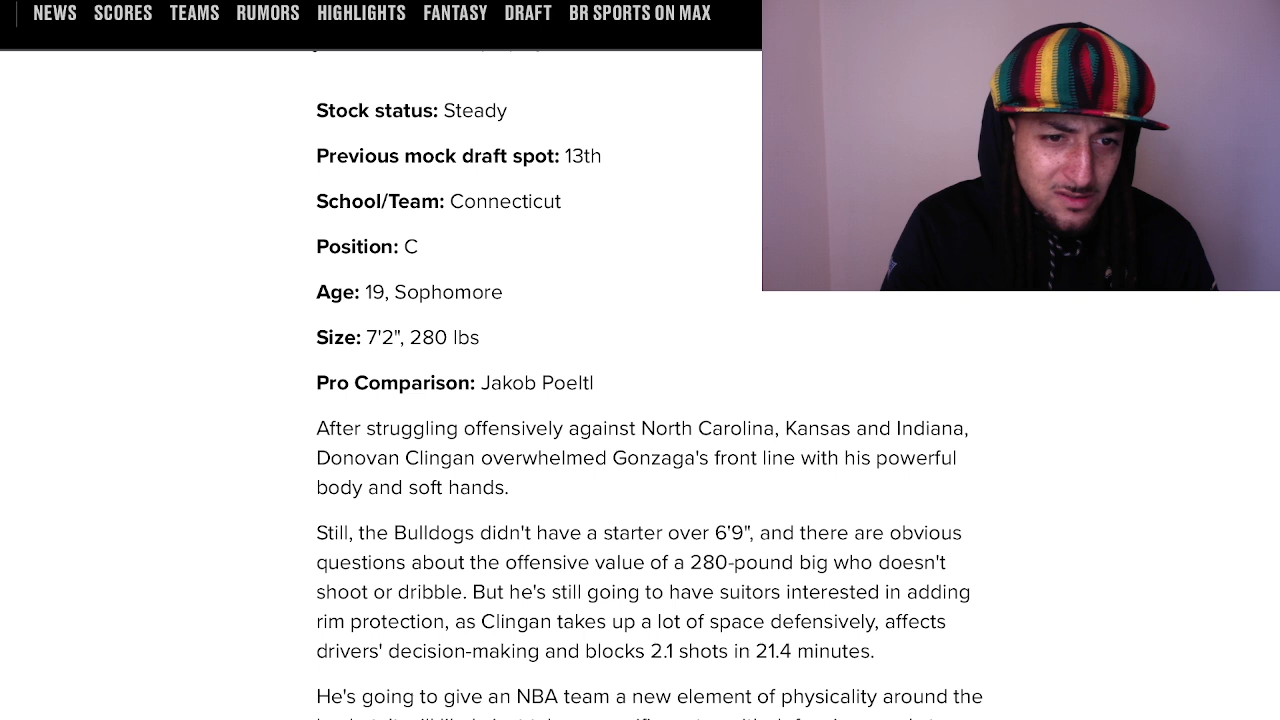 NEWS SCORES TEAMS RUMORS HIGHLIGHTS FANTASY DRAFT BR SPORTS ON MAX
Stock status: Steady
Previous mock draft spot: 13th
School/Team: Connecticut
Position: C
Age: 19, Sophomore
Size: 7'2", 280 lbs
Pro Comparison: Jakob Poeltl
After struggling offensively against North Carolina, Kansas and Indiana,
Donovan Clingan overwhelmed Gonzaga's front line with his powerful
body and soft hands.
Still, the Bulldogs didn't have a starter over 6'9", and there are obvious
questions about the offensive value of a 280-pound big who doesn't
shoot or dribble. But he's still going to have suitors interested in adding
rim protection, as Clingan takes up a lot of space defensively, affects
drivers' decision-making and blocks 2.1 shots in 21.4 minutes.
He's going to give an NBA team a new element of physicality around the